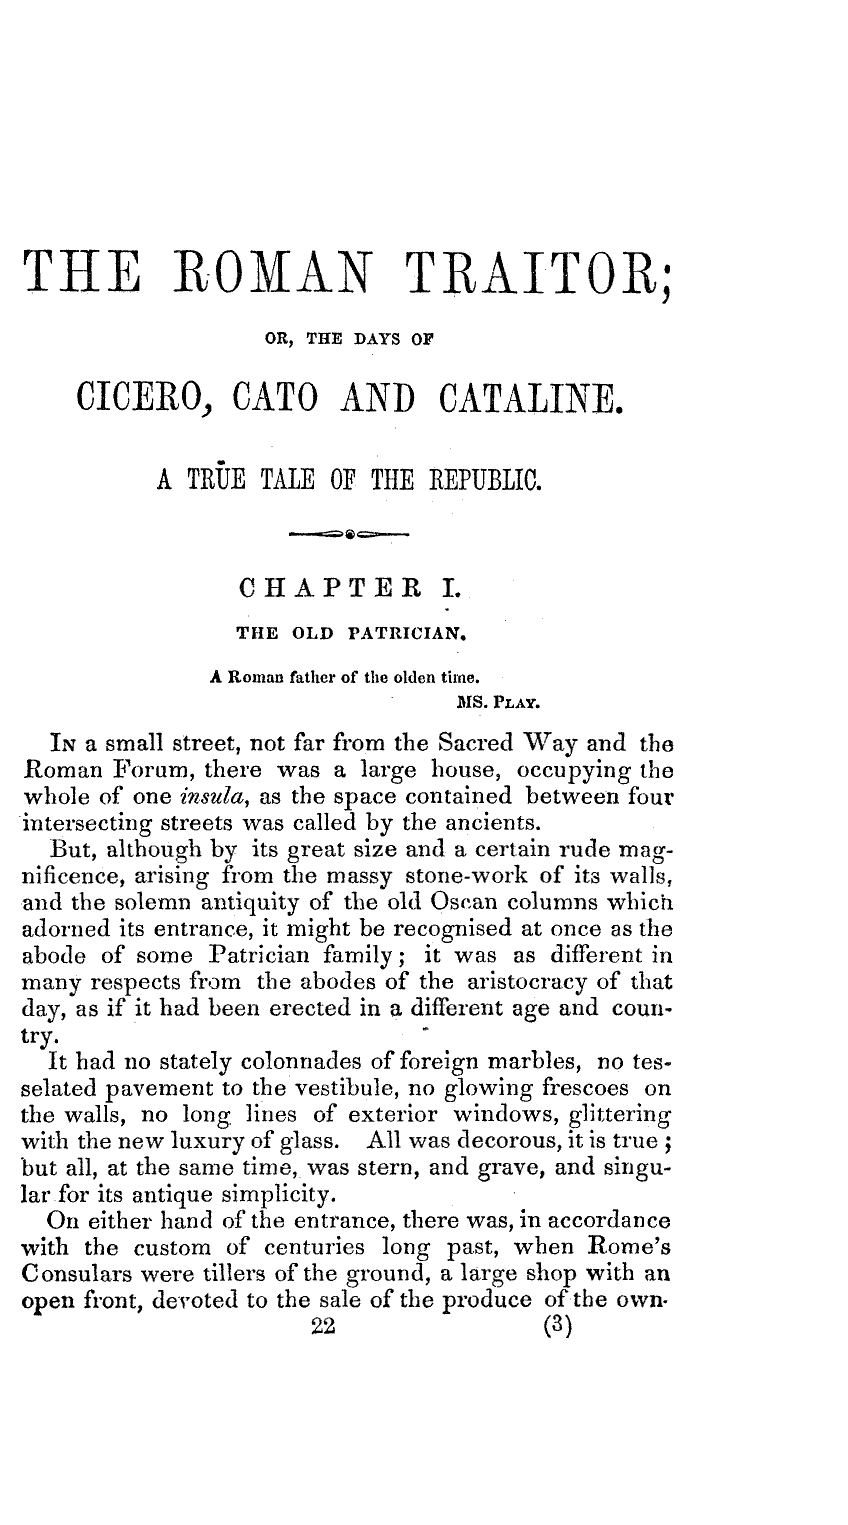 THE ROMAN TRAITOR;
OR, THE DAYS OF
CICERO, CATO AND CATALINE.
A TRUE TALE OF THE REPUBLIC.
CHAPTER I.
THE OLD PATRICIAN.
A Roman father of the olden time.
MS. PLAY.
IN a small street, not far from the Sacred Way and the
Roman Forum, there was a large house, occupying the
whole of one insula, as the space contained between four
intersecting streets was called by the ancients.
But, although by its great size and a certain rude mag-
nificence, arising from the massy stone-work of its walls,
and the solemn antiquity of the old Oscan columns which
adorned its entrance, it might be recognised at once as the
abode of some Patrician family; it was as different in
many respects from the abodes of the aristocracy of that
day, as if it had been erected in a different age and coun-
try.
It had no stately colonnades of foreign marbles, no tes-
selated pavement to the vestibule, no glowing frescoes on
the walls, no long lines of exterior windows, glittering
with the new luxury of glass. All was decorous, it is true;
but all, at the same time, was stern, and grave, and singu-
lar for its antique simplicity.
On either hand of the entrance, there was, in accordance
with the custom of centuries long past, when Rome's
Consulars were tillers of the ground, a large shop with an
open front, devoted to the sale of the produce of the own-
22 (3)